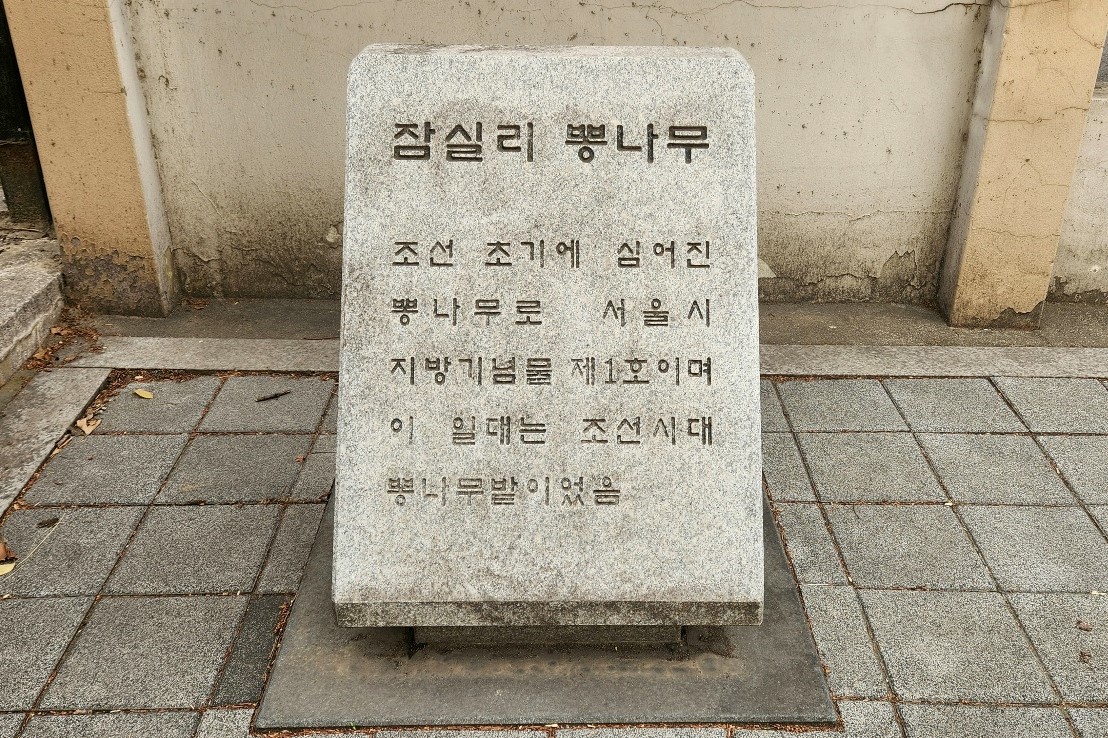 잠실리 뽕나무
조선 초기에 심어진
뽕나무로 서울시
지방기념물 제1호이며
이 일대는 조선시대
뽕나무밭이었음